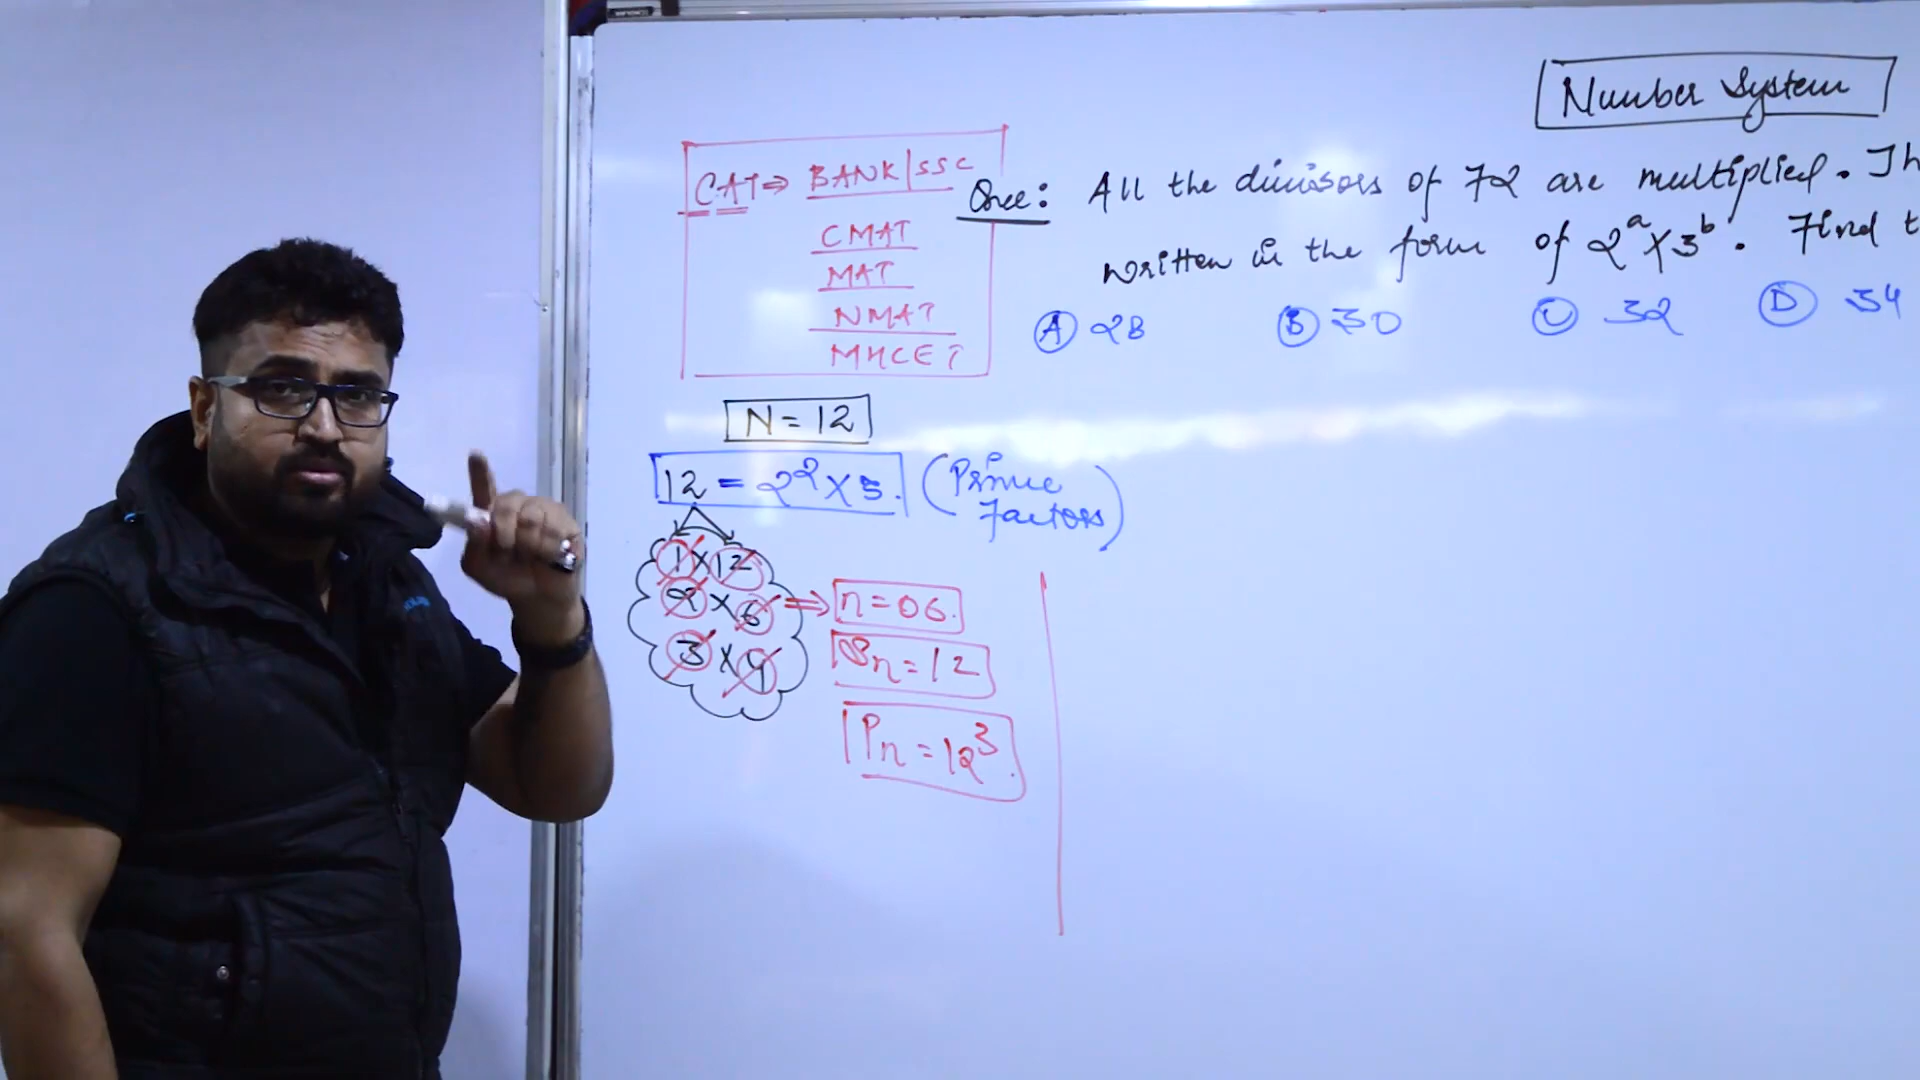 Number System
CAT ⇒ BANK/SSC
CMAT
MAT
NMAT
MHCET
Ques: All the divisors of 72 are multiplied. Th
written in the form of 2^a X 3^b. Find t
(A) 28 (B) 30 (C) 32 (D) 34
N = 12
12 = 2^2 X 3. (Prime
Factors)
1 X 12
2 X 6 ⇒ n = 06.
3 X 4 Sn = 12
Pn = 12^3.